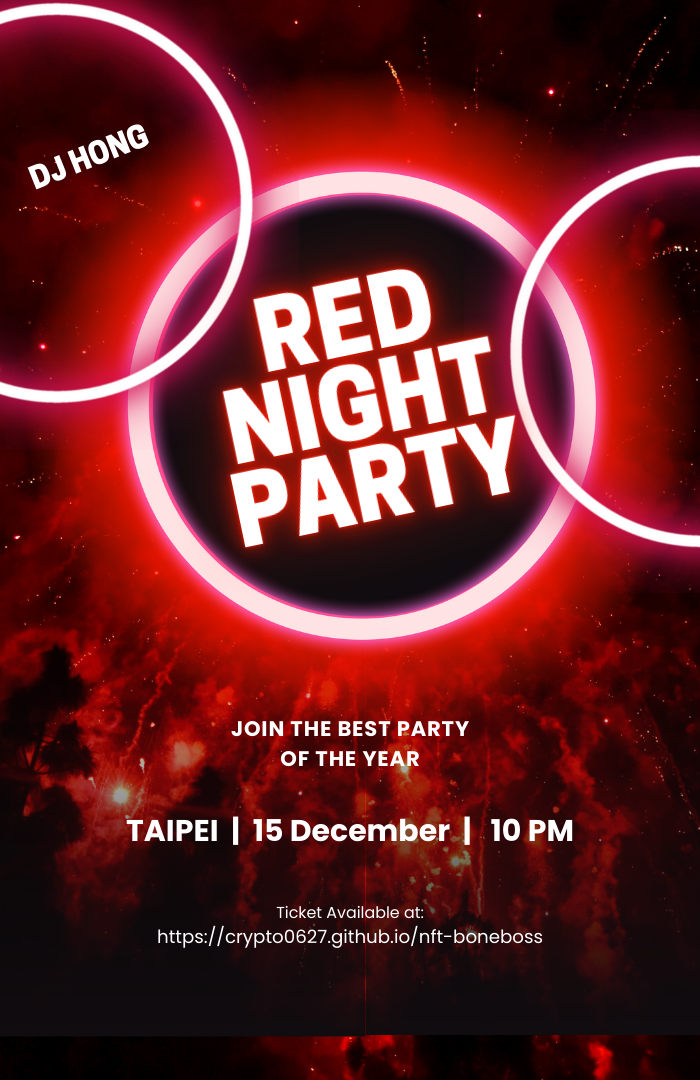 DJ HONG
RED
NIGHT
PARTY
JOIN THE BEST PARTY
OF THE YEAR
TAIPEI | 15 December | 10 PM
Ticket Available at:
https://crypto0627.github.io/nft-boneboss